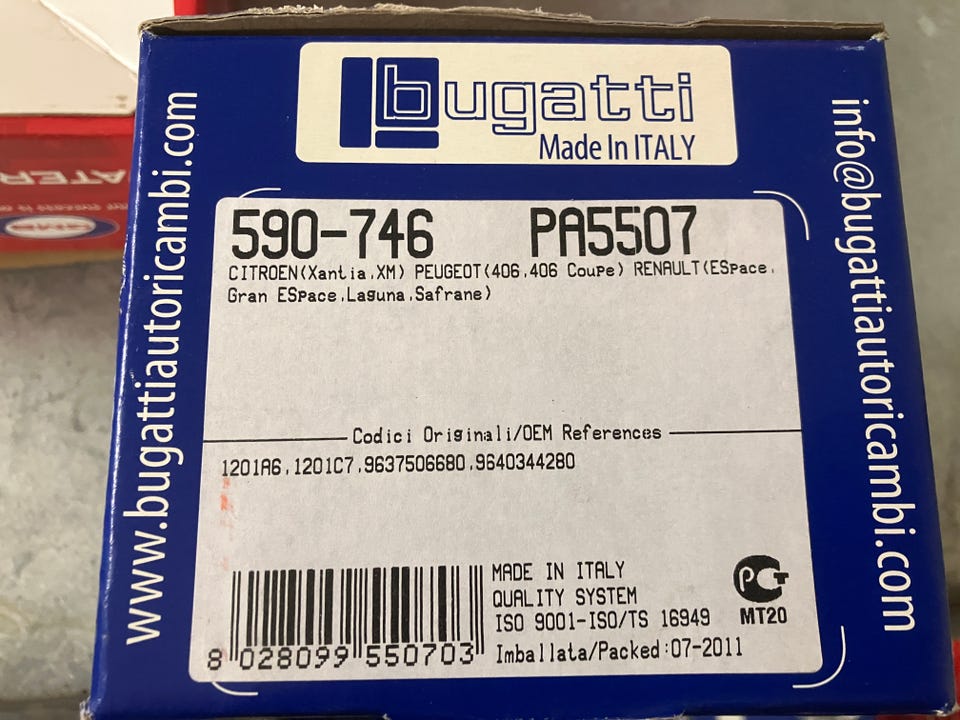 bugatti
Made In ITALY
www.bugattiautoricambi.com
info@bugattiautoricambi.com
590-746 PA5507
CITROEN(Xantia,XM) PEUGEOT(406,406 Coupe) RENAULT(ESpace,
Gran ESpace,Laguna,Safrane)
Codici Originali/OEM References
1201A6,1201C7,9637506680,9640344280
MADE IN ITALY
QUALITY SYSTEM
ISO 9001-ISO/TS 16949
Imballata/Packed:07-2011
8 028099 550703
PCT
MT20
ATER